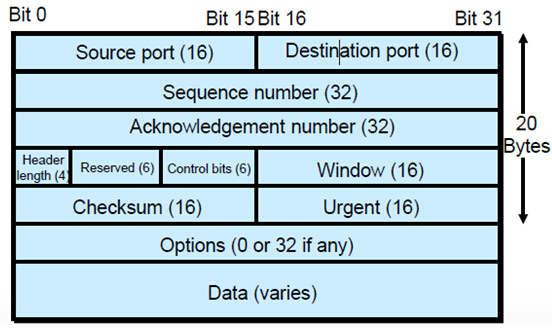 Bit 0 Bit 15 Bit 16 Bit 31
Source port (16) Destination port (16)
Sequence number (32)
Acknowledgement number (32)
20
Bytes
Header
length (4)
Reserved (6) Control bits (6) Window (16)
Checksum (16) Urgent (16)
Options (0 or 32 if any)
Data (varies)